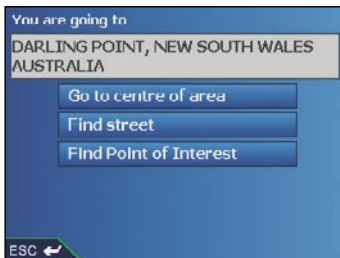 You are going to
DARLING POINT, NEW SOUTH WALES
AUSTRALIA
Go to centre of area
Find street
Find Point of Interest
ESC